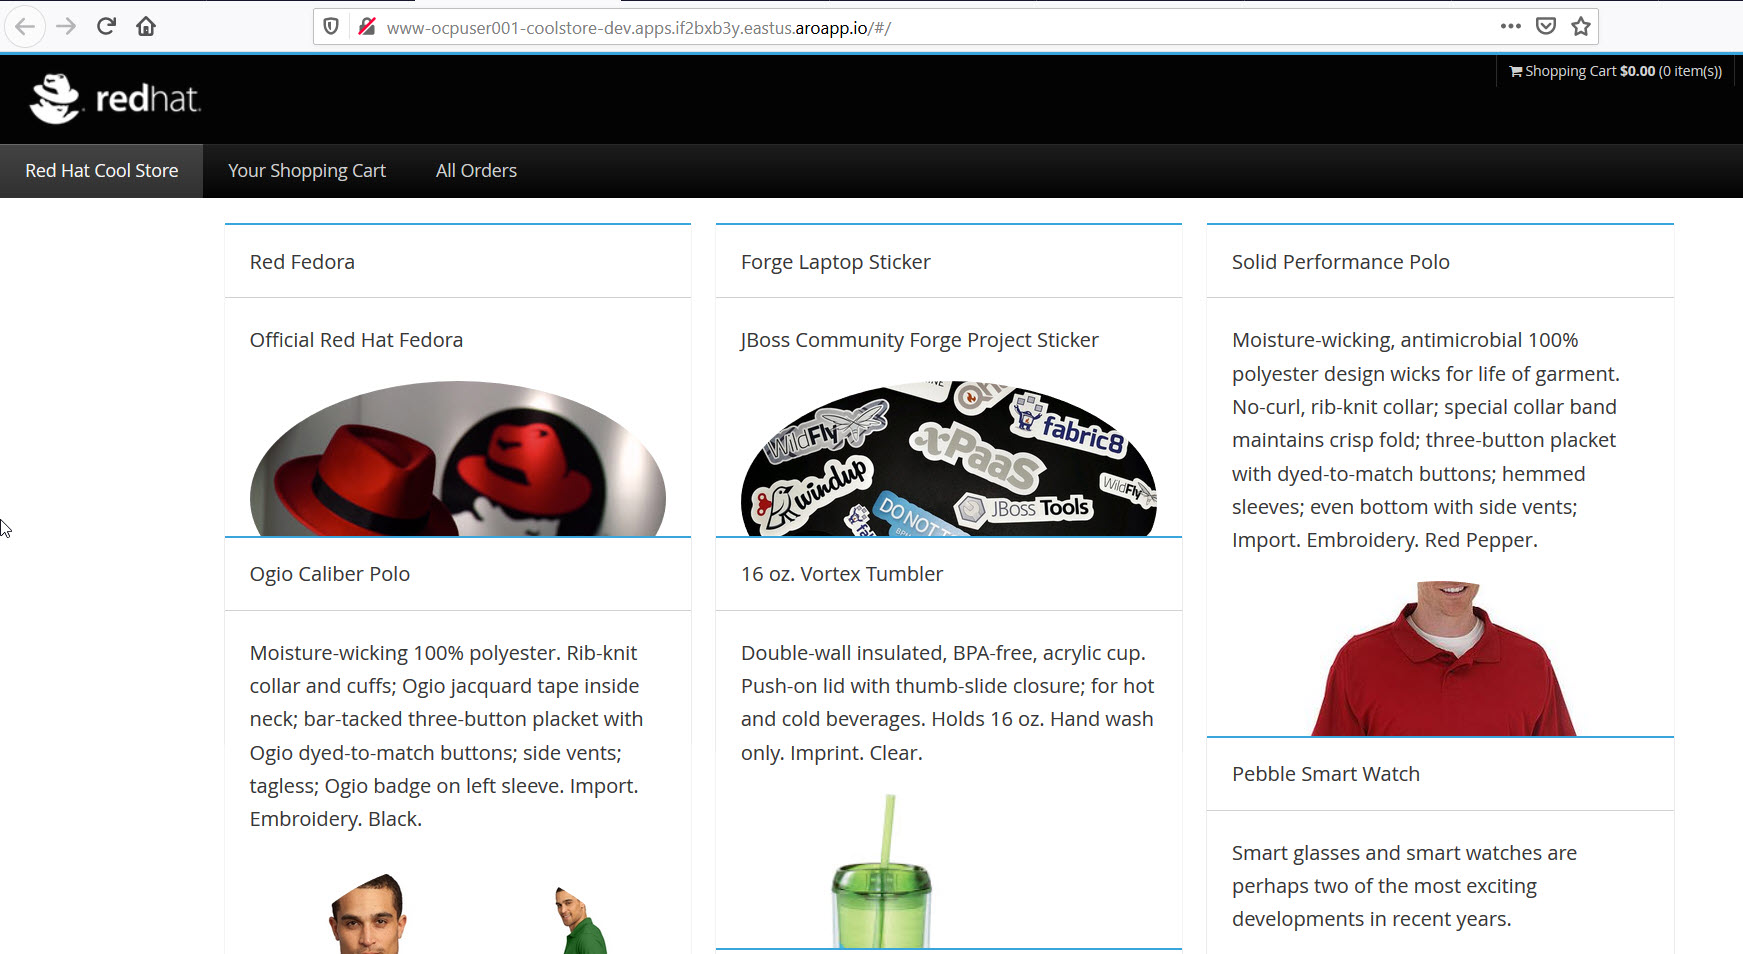 www-ocpuser001-coolstore-dev.apps.if2bxb3y.eastus.aroapp.io/#/
Shopping Cart $0.00 (0 item(s))
redhat.
Red Hat Cool Store
Your Shopping Cart
All Orders
Red Fedora
Official Red Hat Fedora
Forge Laptop Sticker
JBoss Community Forge Project Sticker
WildFly
fabric8
xPaaS
windup
JBoss Tools
WildFly
DO NOT
Solid Performance Polo
Moisture-wicking, antimicrobial 100%
polyester design wicks for life of garment.
No-curl, rib-knit collar; special collar band
maintains crisp fold; three-button placket
with dyed-to-match buttons; hemmed
sleeves; even bottom with side vents;
Import. Embroidery. Red Pepper.
Ogio Caliber Polo
Moisture-wicking 100% polyester. Rib-knit
collar and cuffs; Ogio jacquard tape inside
neck; bar-tacked three-button placket with
Ogio dyed-to-match buttons; side vents;
tagless; Ogio badge on left sleeve. Import.
Embroidery. Black.
16 oz. Vortex Tumbler
Double-wall insulated, BPA-free, acrylic cup.
Push-on lid with thumb-slide closure; for hot
and cold beverages. Holds 16 oz. Hand wash
only. Imprint. Clear.
Pebble Smart Watch
Smart glasses and smart watches are
perhaps two of the most exciting
developments in recent years.